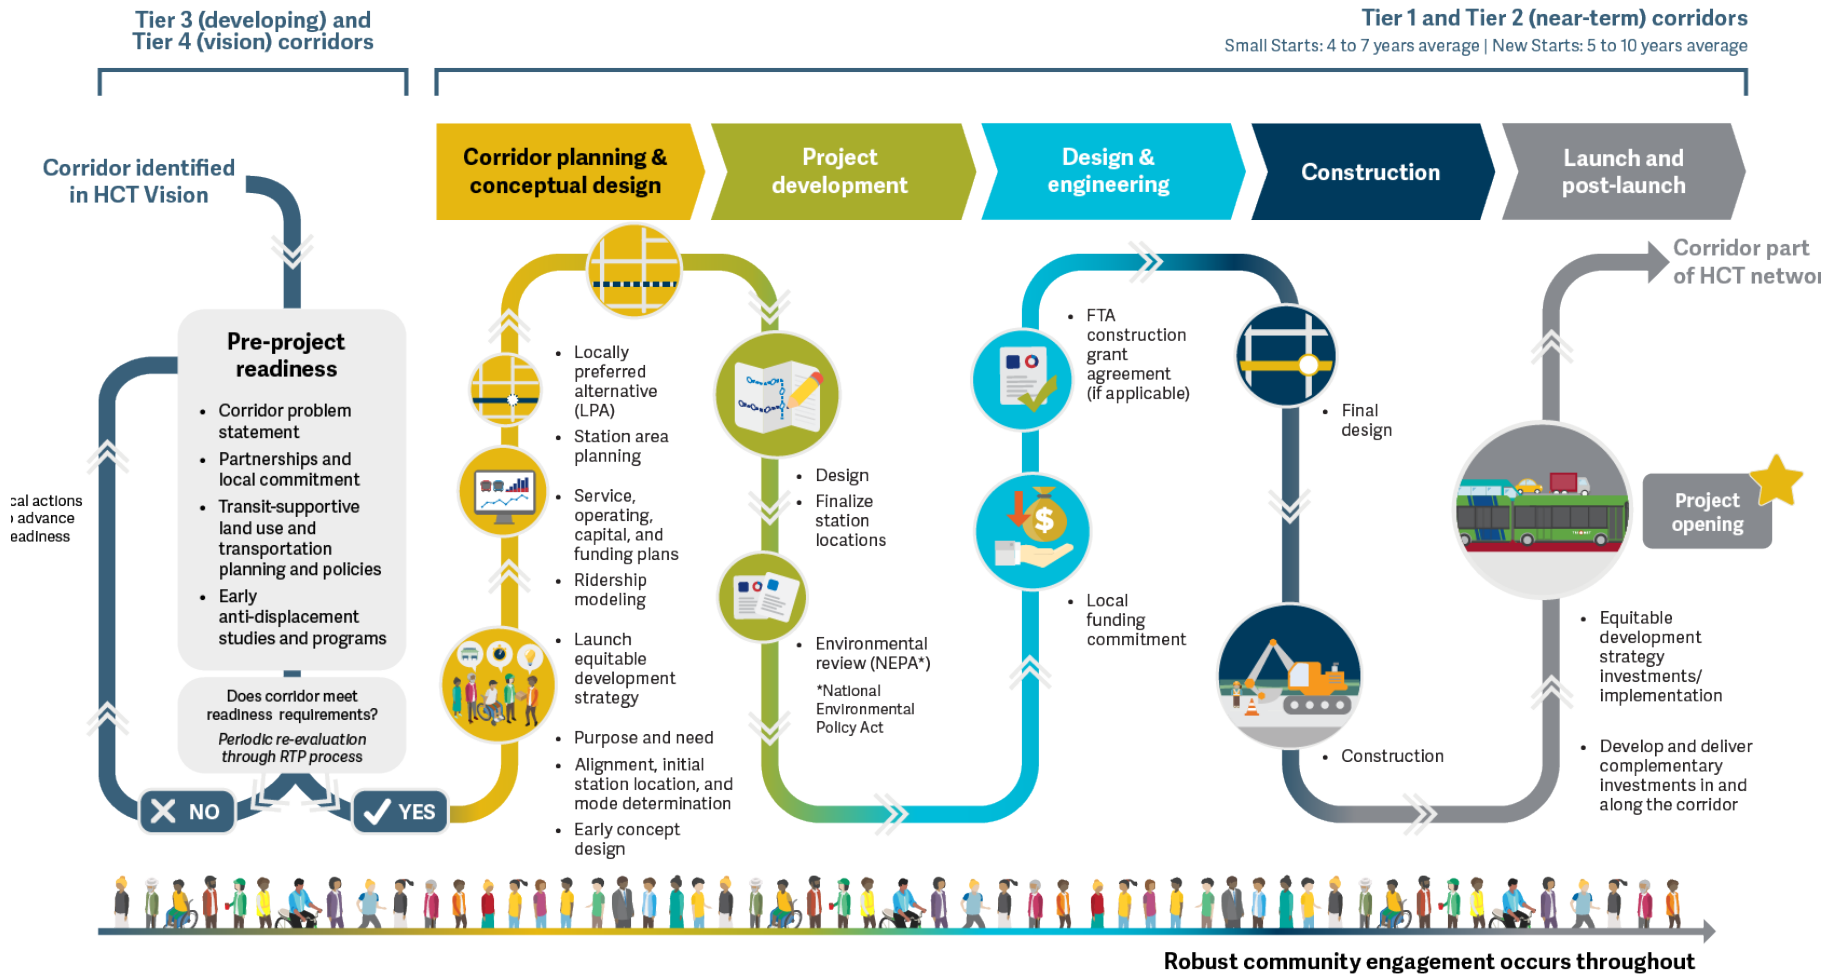 Tier 3 (developing) and
Tier 4 (vision) corridors
Tier 1 and Tier 2 (near-term) corridors
Small Starts: 4 to 7 years average | New Starts: 5 to 10 years average
Corridor identified
in HCT Vision
Pre-project
readiness
• Corridor problem
statement
• Partnerships and
local commitment
• Transit-supportive
land use and
transportation
planning and policies
• Early
anti-displacement
studies and programs
Does corridor meet
readiness requirements?
Periodic re-evaluation
through RTP process
cal actions
advance
eadiness
NO
YES
Corridor planning &
conceptual design
• Locally
preferred
alternative
(LPA)
• Station area
planning
• Service,
operating,
capital, and
funding plans
• Ridership
modeling
• Launch
equitable
development
strategy
• Purpose and need
• Alignment, initial
station location, and
mode determination
• Early concept
design
Project
development
• Design
• Finalize
station
locations
• Environmental
review (NEPA*)
*National
Environmental
Policy Act
Design &
engineering
• FTA
construction
grant
agreement
(if applicable)
$
• Local
funding
commitment
Construction
• Final
design
• Construction
Launch and
post-launch
Corridor part
of HCT networ
Project
opening
• Equitable
development
strategy
investments/
implementation
• Develop and deliver
complementary
investments in and
along the corridor
Robust community engagement occurs throughout